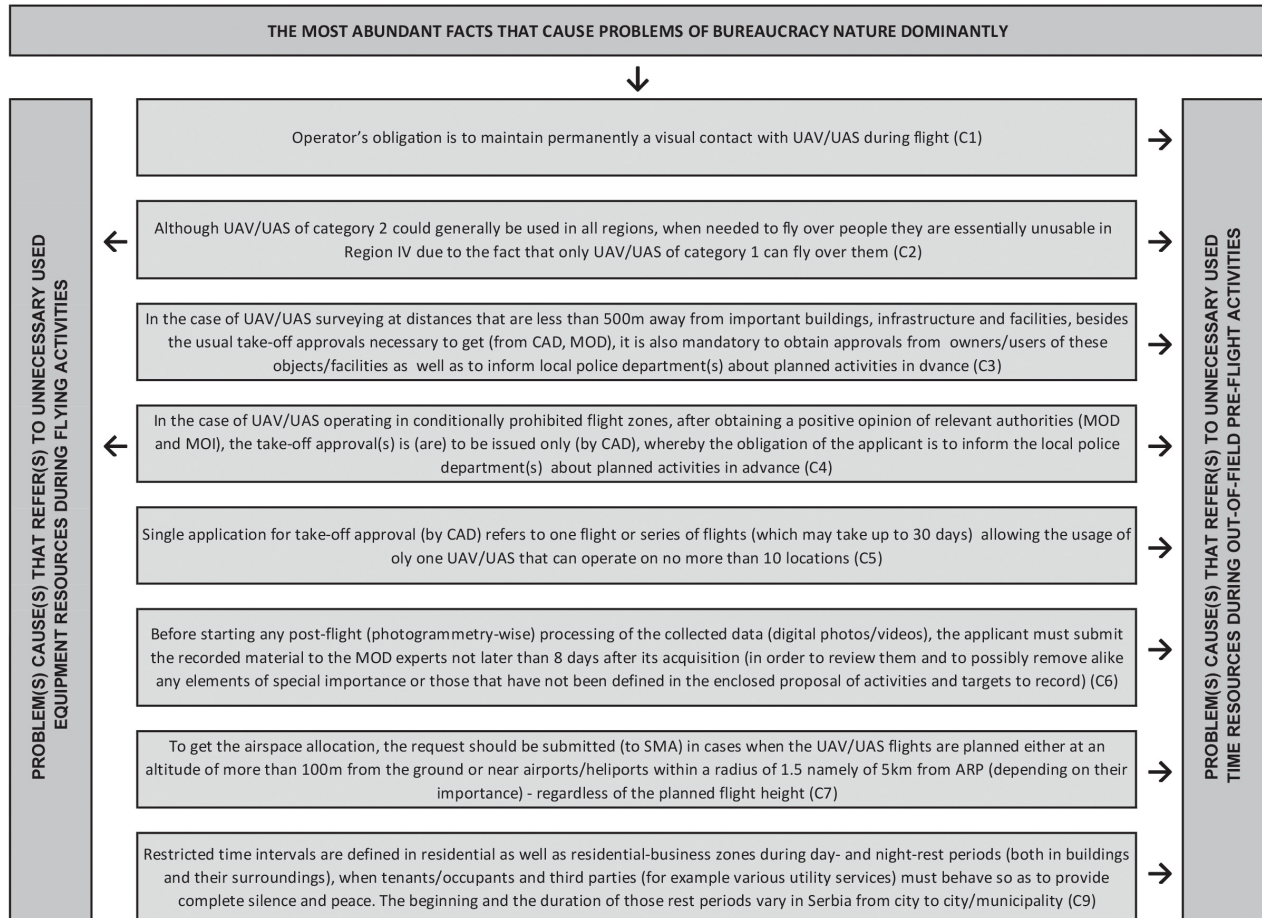 THE MOST ABUNDANT FACTS THAT CAUSE PROBLEMS OF BUREAUCRACY NATURE DOMINANTLY
PROBLEM(S) CAUSE(S) THAT REFER(S) TO UNNECESSARY USED
EQUIPMENT RESOURCES DURING FLYING ACTIVITIES
Operator's obligation is to maintain permanently a visual contact with UAV/UAS during flight (C1)
Although UAV/UAS of category 2 could generally be used in all regions, when needed to fly over people they are essentially unusable in
Region IV due to the fact that only UAV/UAS of category 1 can fly over them (C2)
In the case of UAV/UAS surveying at distances that are less than 500m away from important buildings, infrastructure and facilities, besides
the usual take-off approvals necessary to get (from CAD, MOD), it is also mandatory to obtain approvals from owners/users of these
objects/facilities as well as to inform local police department(s) about planned activities in dvance (C3)
In the case of UAV/UAS operating in conditionally prohibited flight zones, after obtaining a positive opinion of relevant authorities (MOD
and MOI), the take-off approval(s) is (are) to be issued only (by CAD), whereby the obligation of the applicant is to inform the local police
department(s) about planned activities in advance (C4)
Single application for take-off approval (by CAD) refers to one flight or series of flights (which may take up to 30 days) allowing the usage of
oly one UAV/UAS that can operate on no more than 10 locations (C5)
Before starting any post-flight (photogrammetry-wise) processing of the collected data (digital photos/videos), the applicant must submit
the recorded material to the MOD experts not later than 8 days after its acquisition (in order to review them and to possibly remove alike
any elements of special importance or those that have not been defined in the enclosed proposal of activities and targets to record) (C6)
To get the airspace allocation, the request should be submitted (to SMA) in cases when the UAV/UAS flights are planned either at an
altitude of more than 100m from the ground or near airports/heliports within a radius of 1.5 namely of 5km from ARP (depending on their
importance) - regardless of the planned flight height (C7)
Restricted time intervals are defined in residential as well as residential-business zones during day- and night-rest periods (both in buildings
and their surroundings), when tenants/occupants and third parties (for example various utility services) must behave so as to provide
complete silence and peace. The beginning and the duration of those rest periods vary in Serbia from city to city/municipality (C9)
PROBLEM(S) CAUSE(S) THAT REFER(S) TO UNNECESSARY USED
TIME RESOURCES DURING OUT-OF-FIELD PRE-FLIGHT ACTIVITIES